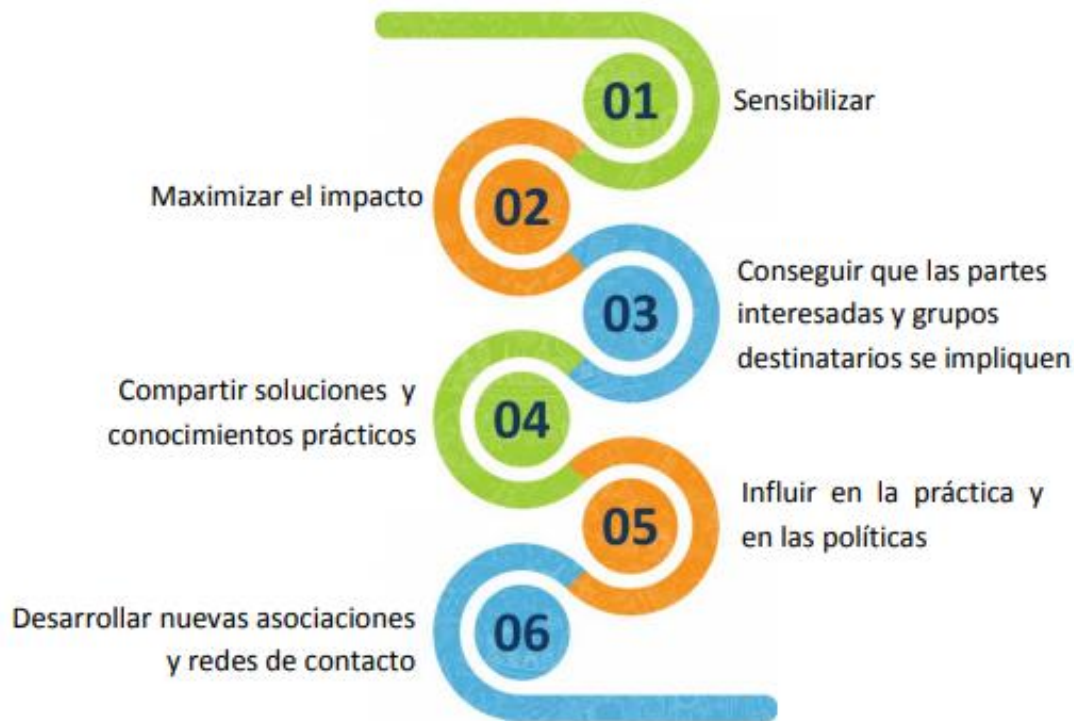 01
Sensibilizar
Maximizar el impacto
02
03
Conseguir que las partes
interesadas y grupos
destinatarios se impliquen
Compartir soluciones y
conocimientos prácticos
04
05
Influir en la práctica y
en las políticas
Desarrollar nuevas asociaciones
y redes de contacto
06